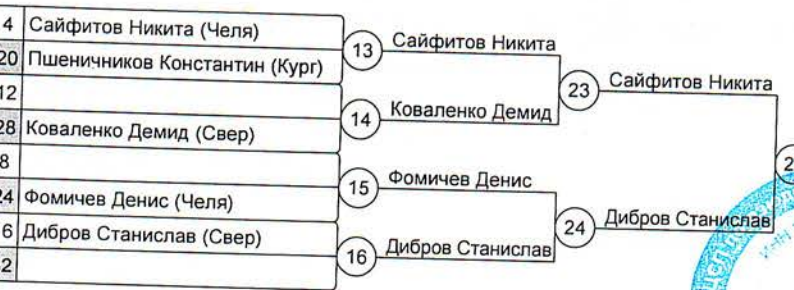 4 Сайфитов Никита (Челя)
20 Пшеничников Константин (Кург)
12
28 Коваленко Демид (Свер)
8
24 Фомичев Денис (Челя)
6 Дибров Станислав (Свер)
2
13 Сайфитов Никита
14 Коваленко Демид
15 Фомичев Денис
16 Дибров Станислав
23 Сайфитов Никита
24 Дибров Станислав
2